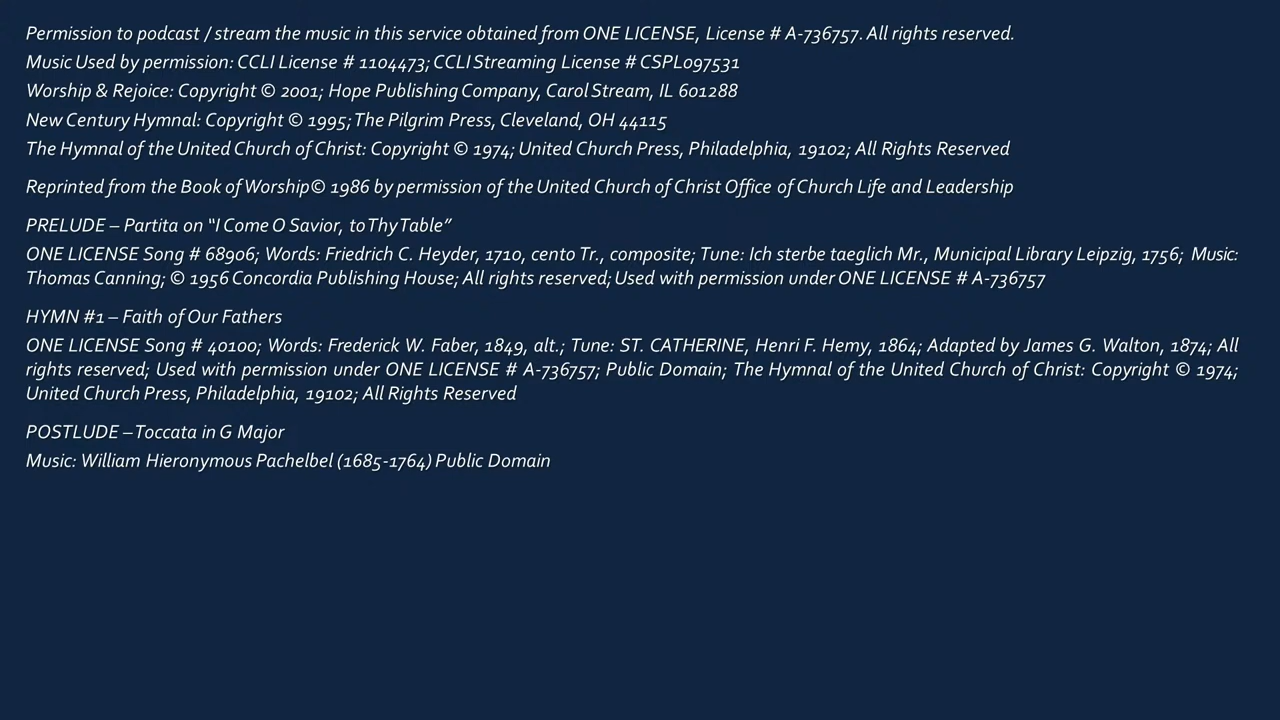 Permission to podcast / stream the music in this service obtained from ONE LICENSE, License # A-736757. All rights reserved.
Music Used by permission: CCLI License # 1104473; CCLI Streaming License # CSPL097531
Worship & Rejoice: Copyright © 2001; Hope Publishing Company, Carol Stream, IL 601288
New Century Hymnal: Copyright © 1995; The Pilgrim Press, Cleveland, OH 44115
The Hymnal of the United Church of Christ: Copyright © 1974; United Church Press, Philadelphia, 19102; All Rights Reserved
Reprinted from the Book of Worship© 1986 by permission of the United Church of Christ Office of Church Life and Leadership
PRELUDE – Partita on "I Come O Savior, to Thy Table"
ONE LICENSE Song # 68906; Words: Friedrich C. Heyder, 1710, cento Tr., composite; Tune: Ich sterbe taeglich Mr., Municipal Library Leipzig, 1756; Music:
Thomas Canning; © 1956 Concordia Publishing House; All rights reserved; Used with permission under ONE LICENSE # A-736757
HYMN #1 – Faith of Our Fathers
ONE LICENSE Song # 40100; Words: Frederick W. Faber, 1849, alt.; Tune: ST. CATHERINE, Henri F. Hemy, 1864; Adapted by James G. Walton, 1874; All
rights reserved; Used with permission under ONE LICENSE # A-736757; Public Domain; The Hymnal of the United Church of Christ: Copyright © 1974;
United Church Press, Philadelphia, 19102; All Rights Reserved
POSTLUDE – Toccata in G Major
Music: William Hieronymous Pachelbel (1685-1764) Public Domain